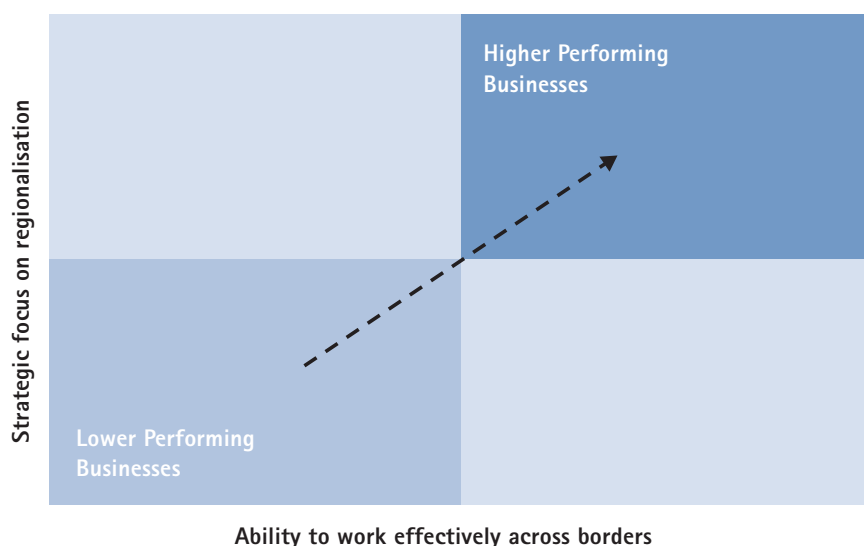 Higher Performing
Businesses
Strategic focus on regionalisation
Lower Performing
Businesses
Ability to work effectively across borders